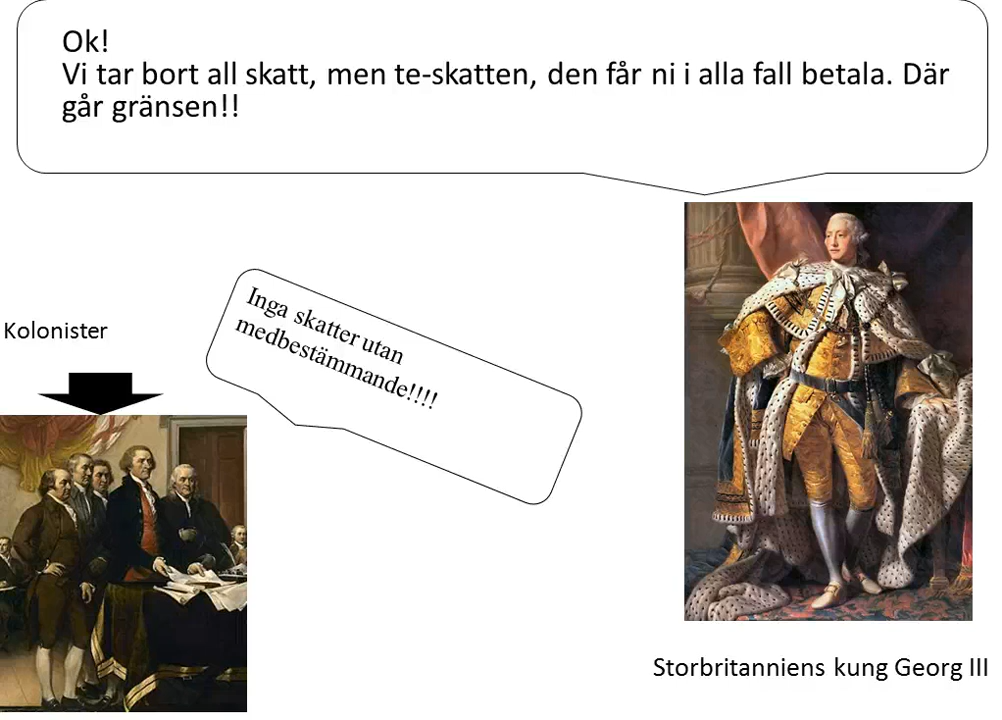 Ok!
Vi tar bort all skatt, men te-skatten, den får ni i alla fall betala. Där
går gränsen!!
Inga skatter utan
medbestämmande!!!!
Kolonister
Storbritanniens kung Georg III